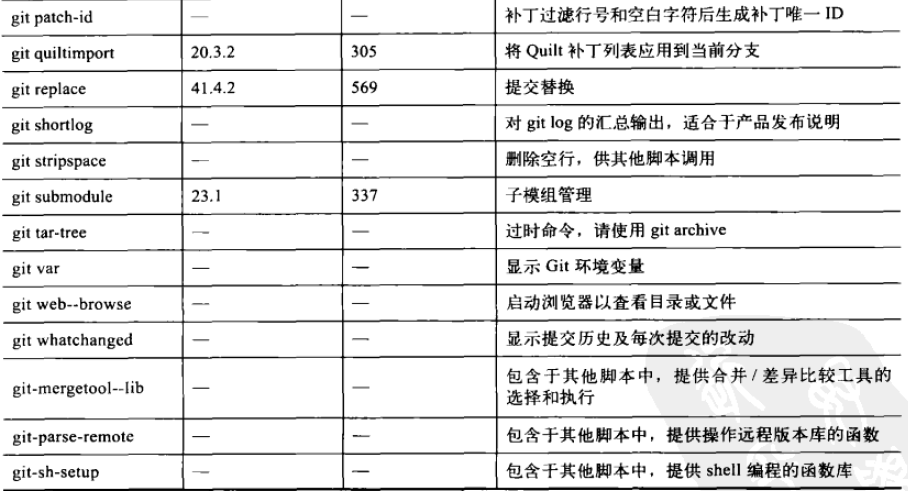 git patch-id — — 补丁过滤行号和空白字符后生成补丁唯一 ID
git quiltimport 20.3.2 305 将 Quilt 补丁列表应用到当前分支
git replace 41.4.2 569 提交替换
git shortlog — — 对 git log 的汇总输出，适合于产品发布说明
git stripspace — — 删除空行，供其他脚本调用
git submodule 23.1 337 子模组管理
git tar-tree — — 过时命令，请使用 git archive
git var — — 显示 Git 环境变量
git web--browse — — 启动浏览器以查看目录或文件
git whatchanged — — 显示提交历史及每次提交的改动
git-mergetool--lib — — 包含于其他脚本中，提供合并 / 差异比较工具的
选择和执行
git-parse-remote — — 包含于其他脚本中，提供操作远程版本库的函数
git-sh-setup — — 包含于其他脚本中，提供 shell 编程的函数库